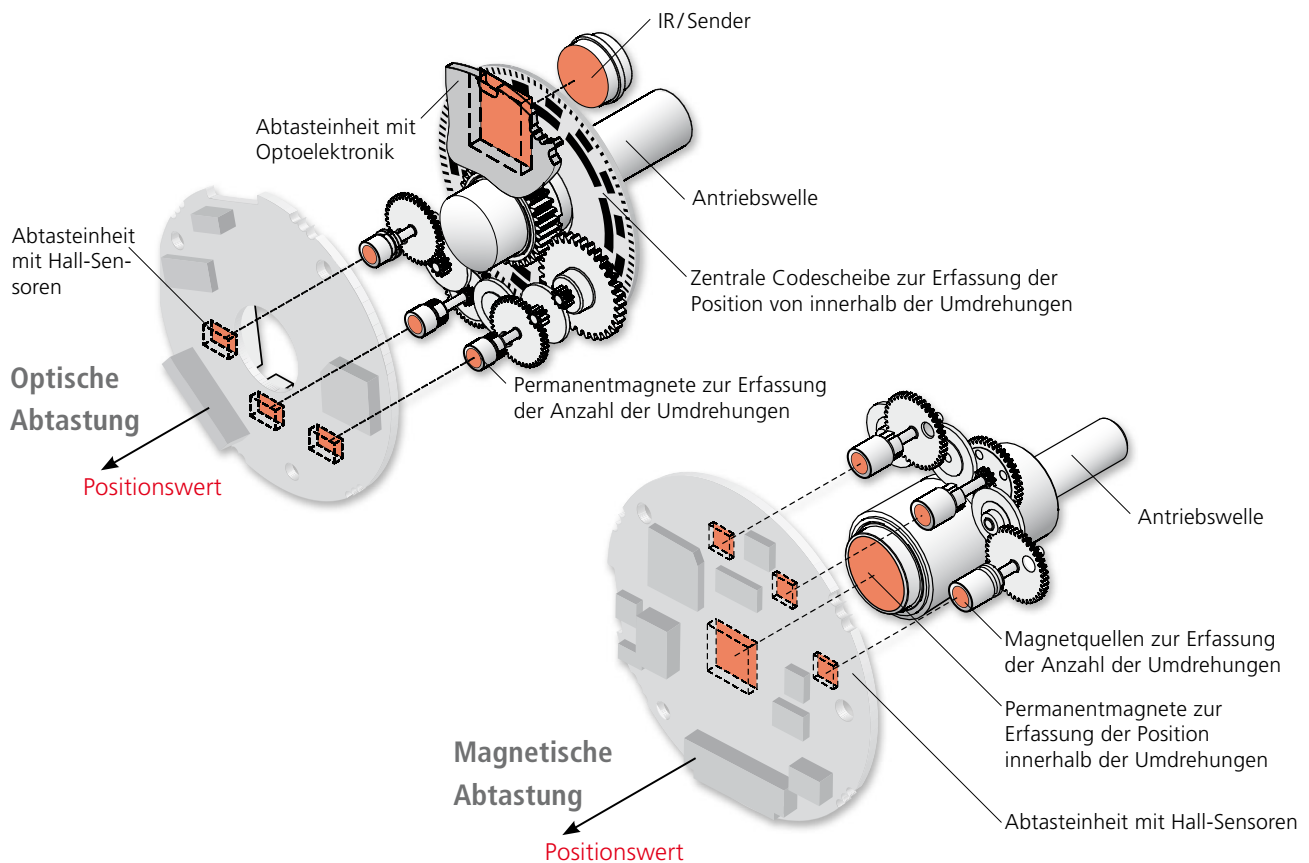 IR/Sender
Abtasteinheit mit
Optoelektronik
Antriebswelle
Abtasteinheit
mit Hall-Sen-
soren
Zentrale Codescheibe zur Erfassung der
Position von innerhalb der Umdrehungen
Optische
Abtastung
Permanentmagnete zur Erfassung
der Anzahl der Umdrehungen
Positionswert
Antriebswelle
Magnetquellen zur Erfassung
der Anzahl der Umdrehungen
Permanentmagnete zur
Erfassung der Position
innerhalb der Umdrehungen
Magnetische
Abtastung
Abtasteinheit mit Hall-Sensoren
Positionswert